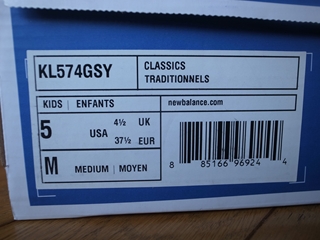 KL574GSY
CLASSICS
TRADITIONNELS
KIDS | ENFANTS
newbalance.com
5 USA
4½ UK
37½ EUR
M MEDIUM | MOYEN
8 85166 96924 4